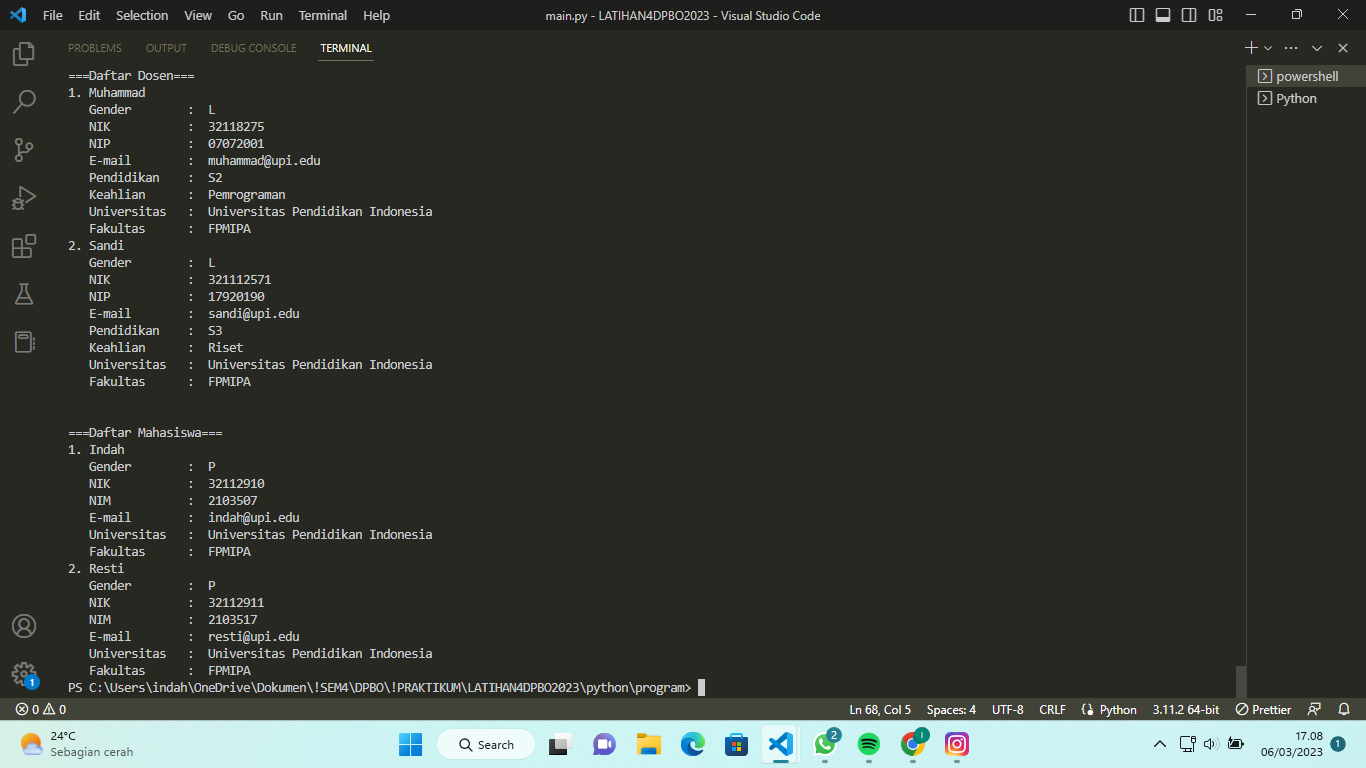 File Edit Selection View Go Run Terminal Help main.py - LATIHAN4DPBO2023 - Visual Studio Code
PROBLEMS OUTPUT DEBUG CONSOLE TERMINAL
powershell
Python
===Daftar Dosen===
1. Muhammad
Gender : L
NIK : 32118275
NIP : 07072001
E-mail : muhammad@upi.edu
Pendidikan : S2
Keahlian : Pemrograman
Universitas : Universitas Pendidikan Indonesia
Fakultas : FPMIPA
2. Sandi
Gender : L
NIK : 321112571
NIP : 17920190
E-mail : sandi@upi.edu
Pendidikan : S3
Keahlian : Riset
Universitas : Universitas Pendidikan Indonesia
Fakultas : FPMIPA
===Daftar Mahasiswa===
1. Indah
Gender : P
NIK : 32112910
NIM : 2103507
E-mail : indah@upi.edu
Universitas : Universitas Pendidikan Indonesia
Fakultas : FPMIPA
2. Resti
Gender : P
NIK : 32112911
NIM : 2103517
E-mail : resti@upi.edu
Universitas : Universitas Pendidikan Indonesia
Fakultas : FPMIPA
PS C:\Users\indah\OneDrive\Dokumen\!SEM4\DPBO\!PRAKTIKUM\LATIHAN4DPBO2023\python\program>
1
0 0 Ln 68, Col 5 Spaces: 4 UTF-8 CRLF Python 3.11.2 64-bit Prettier
24°C
Sebagian cerah
Search
2
17.08
06/03/2023
1